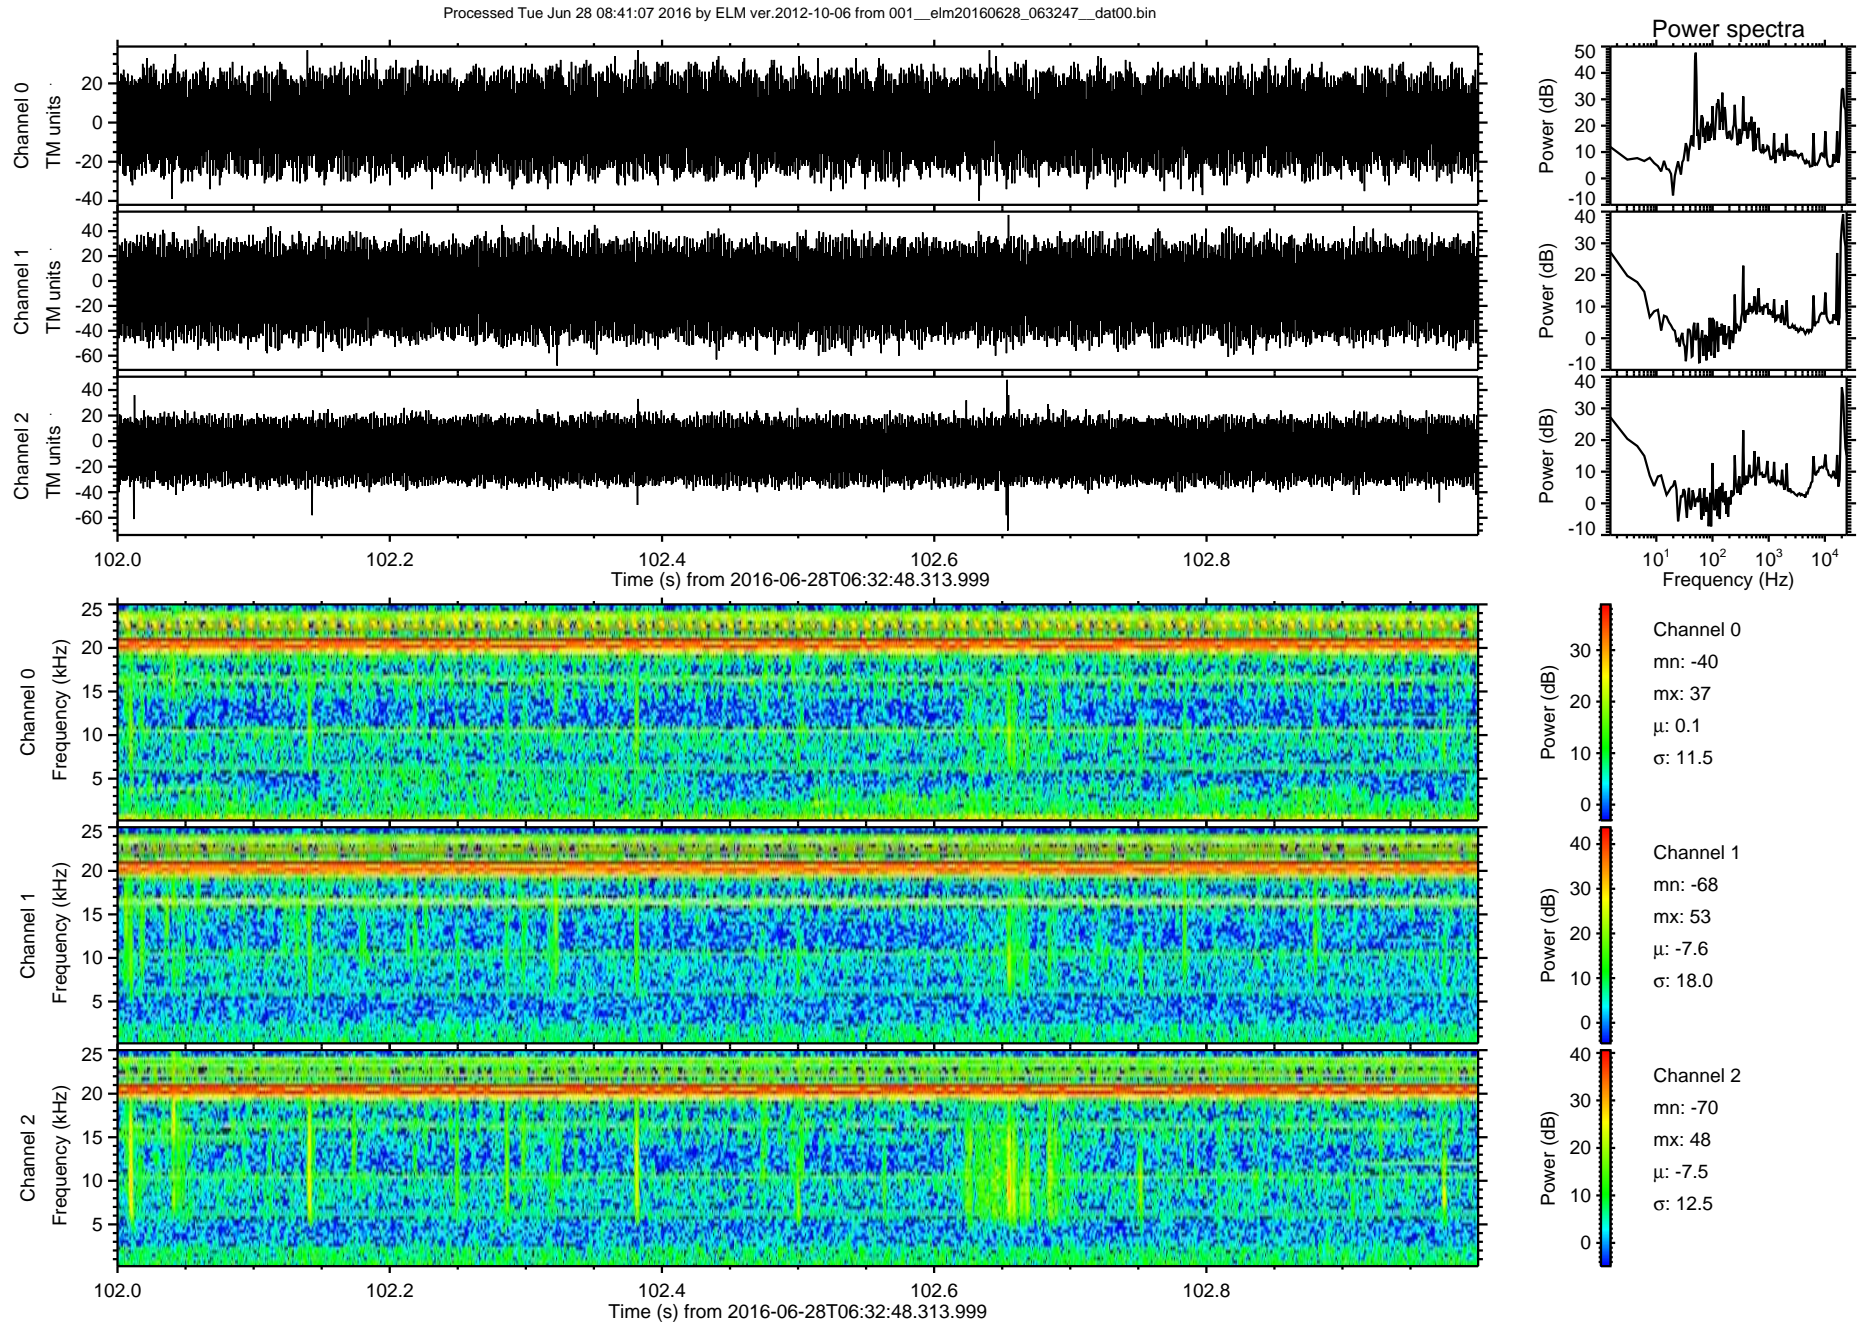 Processed Tue Jun 28 08:41:07 2016 by ELM ver.2012-10-06 from 001__elm20160628_063247__dat00.bin
Power spectra
Channel 0
TM units
20
0
-20
-40
Power (dB)
50
40
30
20
10
0
-10
Channel 1
TM units
40
20
0
-20
-40
-60
Power (dB)
40
30
20
10
0
-10
Channel 2
TM units
40
20
0
-20
-40
-60
Power (dB)
40
30
20
10
0
-10
102.0 102.2 102.4 102.6 102.8
Time (s) from 2016-06-28T06:32:48.313.999
10^1 10^2 10^3 10^4
Frequency (Hz)
Channel 0
Frequency (kHz)
25
20
15
10
5
Power (dB)
30
20
10
0
Channel 0
mn: -40
mx: 37
μ: 0.1
σ: 11.5
Channel 1
Frequency (kHz)
25
20
15
10
5
Power (dB)
40
30
20
10
0
Channel 1
mn: -68
mx: 53
μ: -7.6
σ: 18.0
Channel 2
Frequency (kHz)
25
20
15
10
5
Power (dB)
40
30
20
10
0
Channel 2
mn: -70
mx: 48
μ: -7.5
σ: 12.5
102.0 102.2 102.4 102.6 102.8
Time (s) from 2016-06-28T06:32:48.313.999